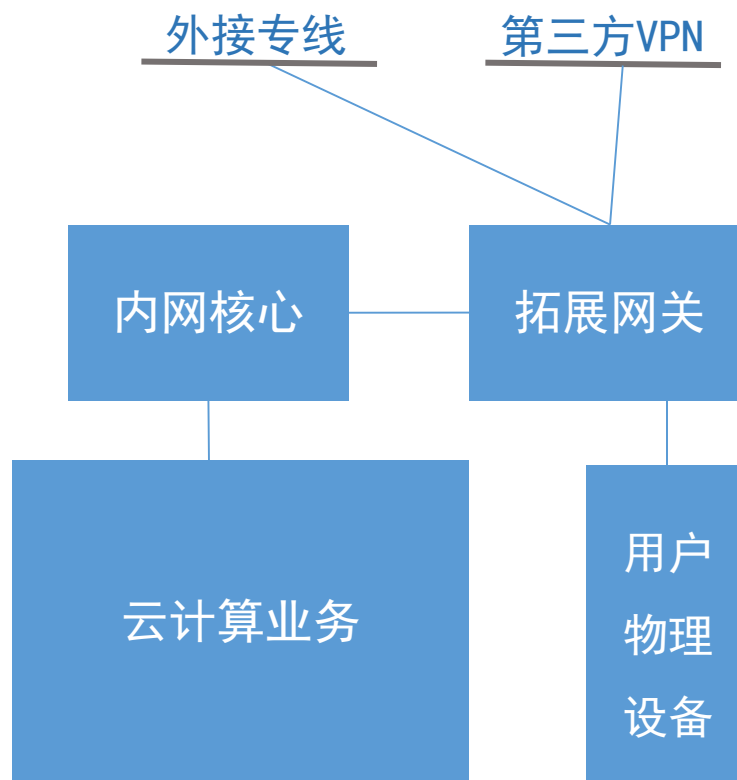 外接专线
第三方VPN
内网核心
拓展网关
云计算业务
用户
物理
设备